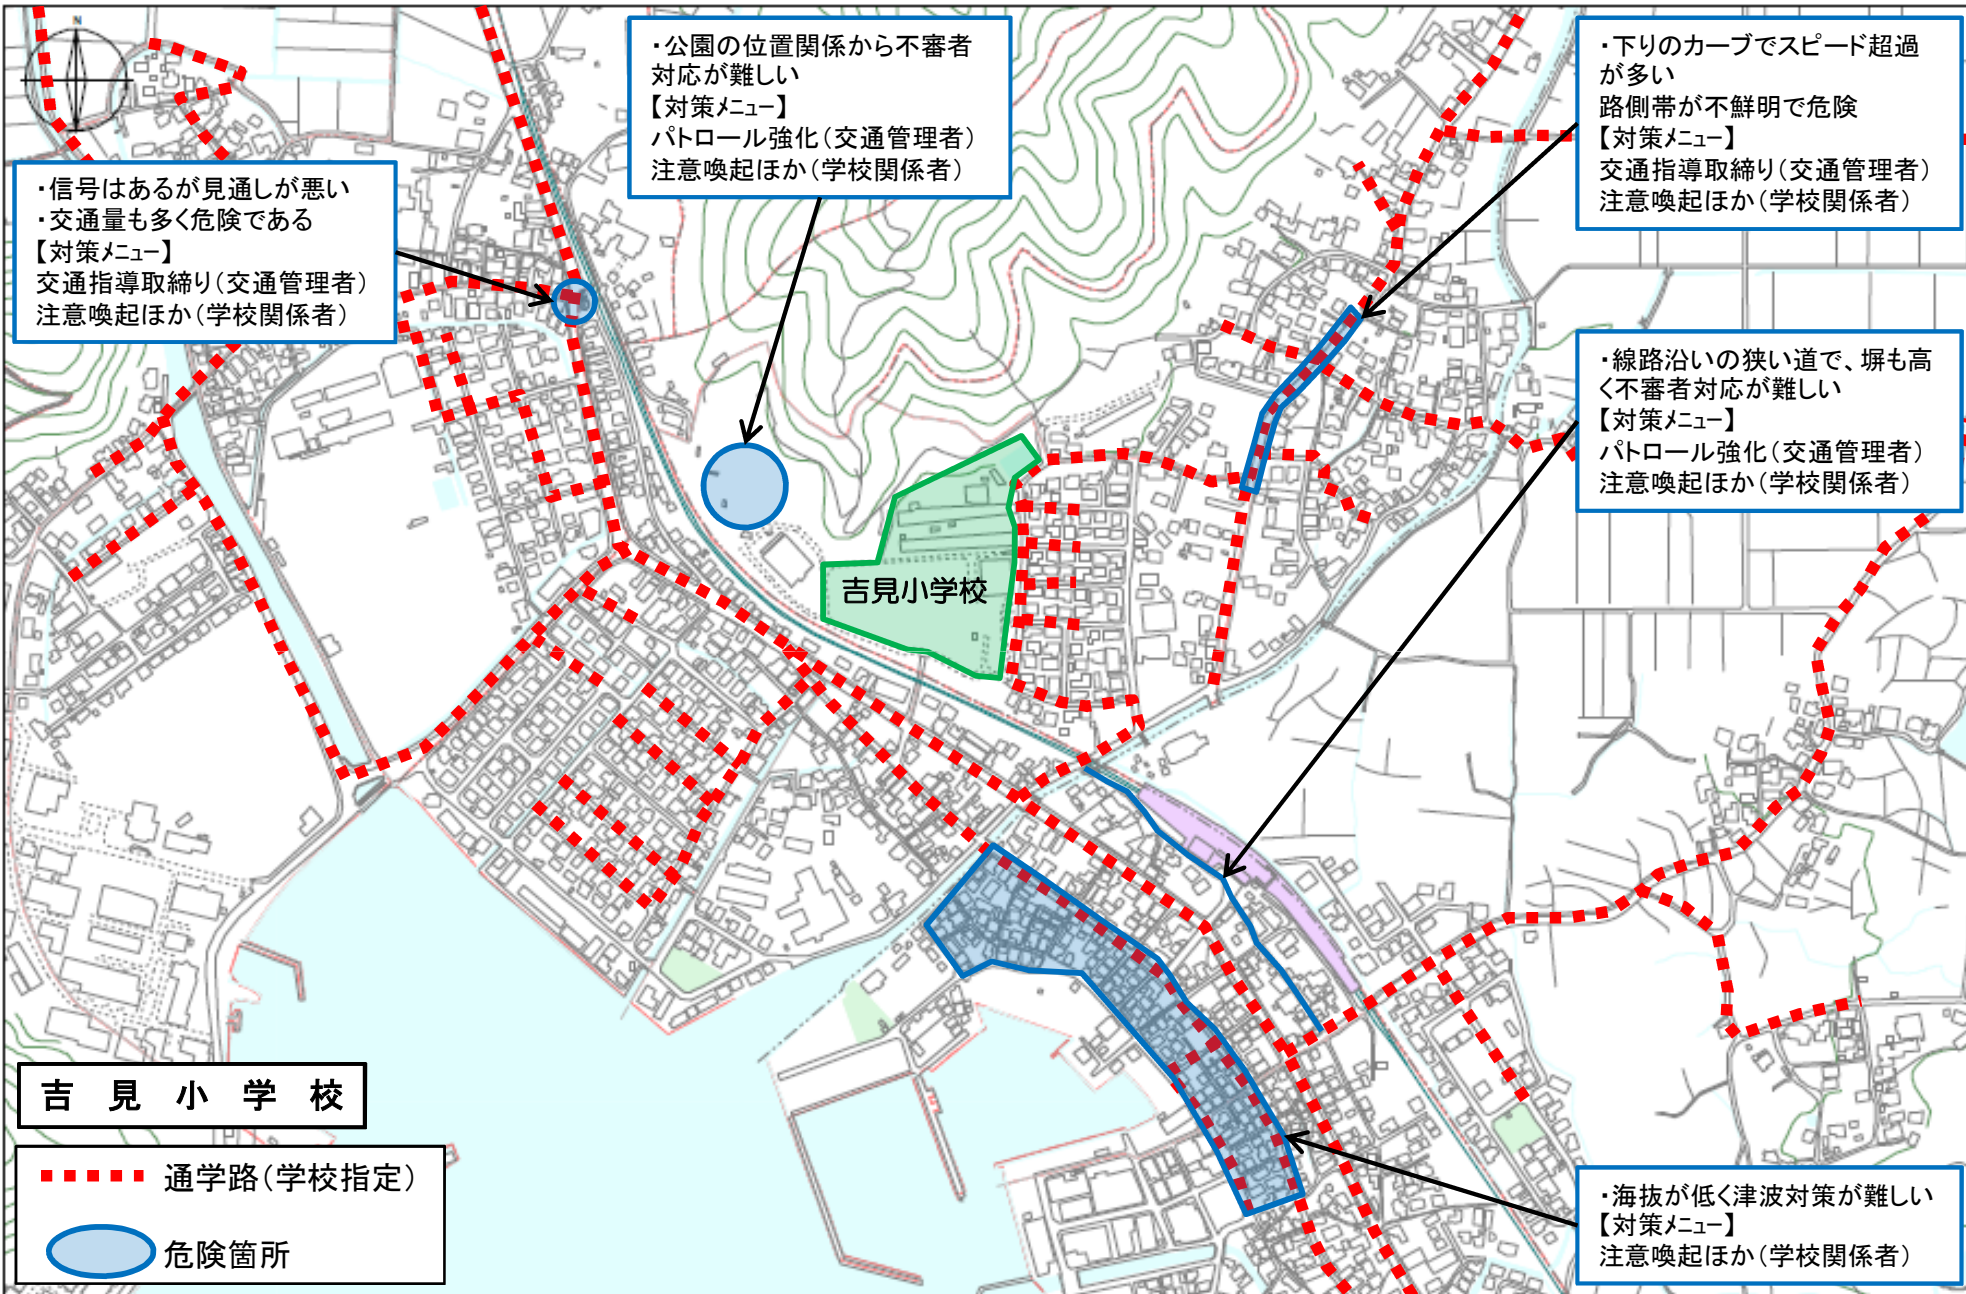 N
・公園の位置関係から不審者
対応が難しい
【対策メニュー】
パトロール強化(交通管理者)
注意喚起ほか(学校関係者)
・下りのカーブでスピード超過
が多い
路側帯が不鮮明で危険
【対策メニュー】
交通指導取締り(交通管理者)
注意喚起ほか(学校関係者)
・信号はあるが見通しが悪い
・交通量も多く危険である
【対策メニュー】
交通指導取締り(交通管理者)
注意喚起ほか(学校関係者)
・線路沿いの狭い道で、塀も高
く不審者対応が難しい
【対策メニュー】
パトロール強化(交通管理者)
注意喚起ほか(学校関係者)
吉見小学校
吉見小学校
通学路(学校指定)
危険箇所
・海抜が低く津波対策が難しい
【対策メニュー】
注意喚起ほか(学校関係者)